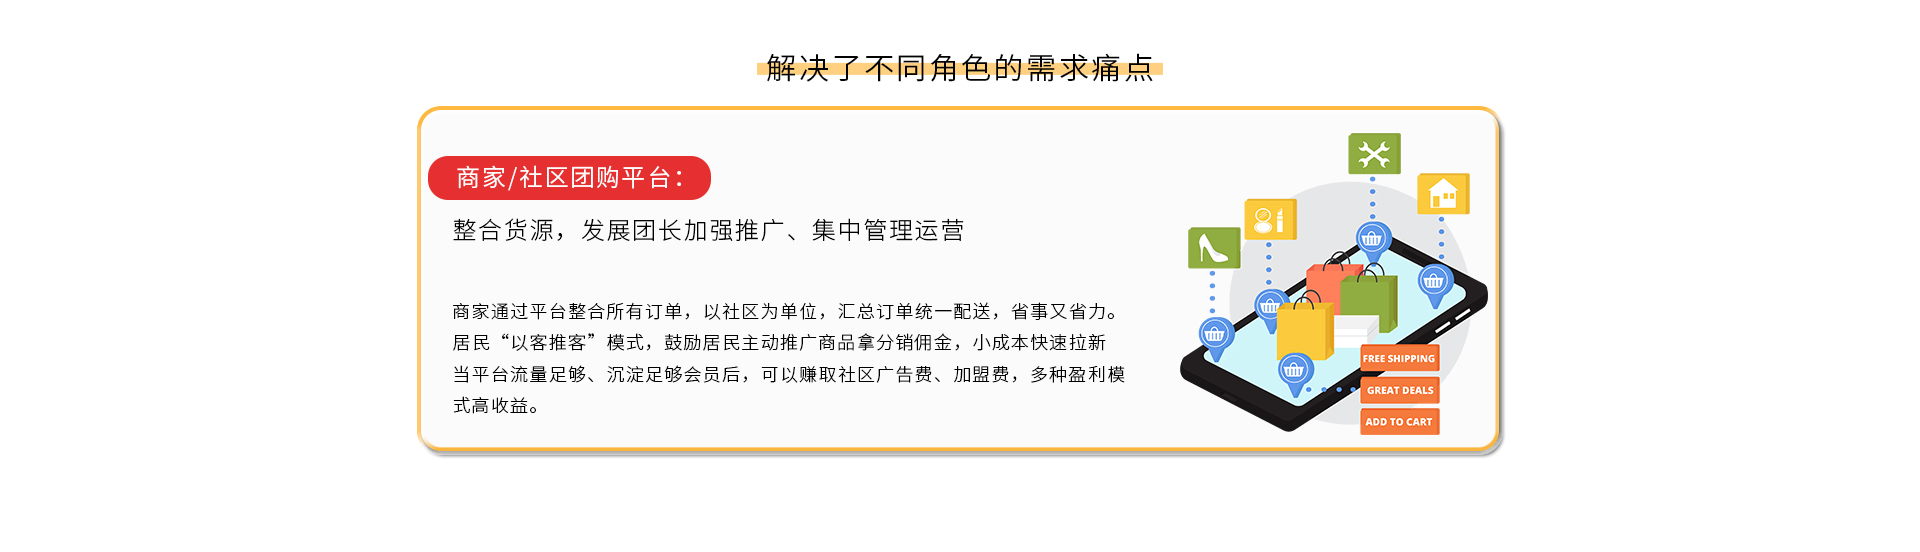 解决了不同角色的需求痛点
商家/社区团购平台：
整合货源，发展团长加强推广、集中管理运营
商家通过平台整合所有订单，以社区为单位，汇总订单统一配送，省事又省力。
居民“以客推客”模式，鼓励居民主动推广商品拿分销佣金，小成本快速拉新
当平台流量足够、沉淀足够会员后，可以赚取社区广告费、加盟费，多种盈利模
式高收益。
FREE SHIPPING
GREAT DEALS
ADD TO CART